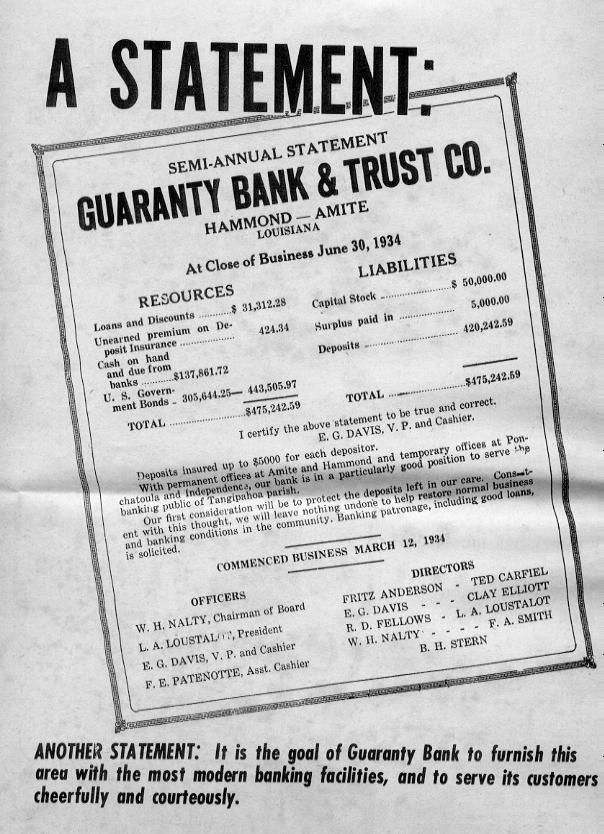 A STATEMENT:
SEMI-ANNUAL STATEMENT
GUARANTY BANK & TRUST CO.
HAMMOND — AMITE
LOUISIANA
At Close of Business June 30, 1934
RESOURCES
Loans and Discounts ..........$ 31,312.28
Unearned premium on De-
posit Insurance .................. 424.34
Cash on hand
and due from
banks .........$137,861.72
U. S. Govern-
ment Bonds .. 305,644.25— 443,505.97
TOTAL ......................$475,242.59
LIABILITIES
Capital Stock ......................$ 50,000.00
Surplus paid in ................ 5,000.00
Deposits .......................... 420,242.59
TOTAL ....................$475,242.59
I certify the above statement to be true and correct.
E. G. DAVIS, V. P. and Cashier.
Deposits insured up to $5000 for each depositor.
With permanent offices at Amite and Hammond and temporary offices at Pon-
chatoula and Independence, our bank is in a particularly good position to serve the
banking public of Tangipahoa parish.
Our first consideration will be to protect the deposits left in our care. Consist-
ent with this thought, we will leave nothing undone to help restore normal business
and banking conditions in the community. Banking patronage, including good loans,
is solicited.
COMMENCED BUSINESS MARCH 12, 1934
OFFICERS
W. H. NALTY, Chairman of Board
L. A. LOUSTALOT, President
E. G. DAVIS, V. P. and Cashier
F. E. PATENOTTE, Asst. Cashier
DIRECTORS
FRITZ ANDERSON - TED CARFIEL
E. G. DAVIS - - - CLAY ELLIOTT
R. D. FELLOWS - L. A. LOUSTALOT
W. H. NALTY - - - - F. A. SMITH
B. H. STERN
ANOTHER STATEMENT: It is the goal of Guaranty Bank to furnish this
area with the most modern banking facilities, and to serve its customers
cheerfully and courteously.